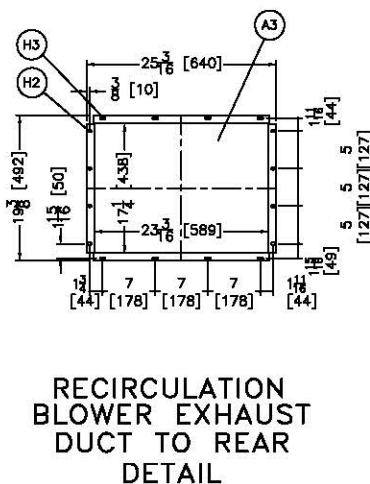 H3
A3
25 3/16 [640]
H2
3/8 [10]
1 11/16 [44]
19 3/8 [492]
1 15/16 [50]
[438]
17 1/4
5 [127]
5 [127]
5 [127]
23 3/16 [589]
1 3/4 [44]
7 [178]
7 [178]
7 [178]
1 11/16 [44]
[49]
RECIRCULATION
BLOWER EXHAUST
DUCT TO REAR
DETAIL